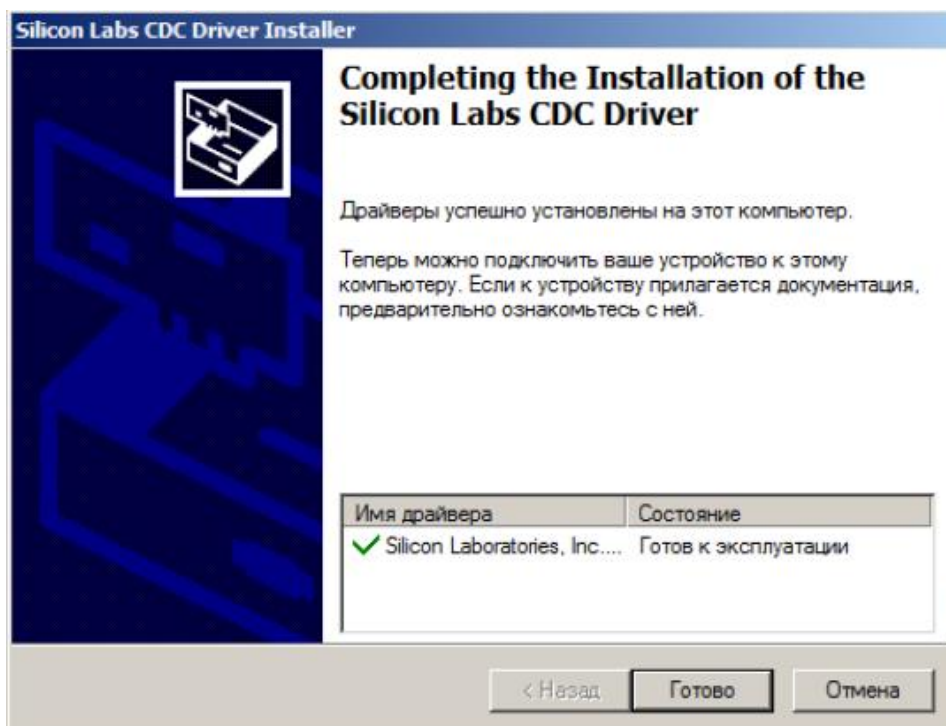 Silicon Labs CDC Driver Installer
Completing the Installation of the
Silicon Labs CDC Driver
Драйверы успешно установлены на этот компьютер.
Теперь можно подключить ваше устройство к этому
компьютеру. Если к устройству прилагается документация,
предварительно ознакомьтесь с ней.
Имя драйвера Состояние
Silicon Laboratories, Inc.... Готов к эксплуатации
< Назад Готово Отмена